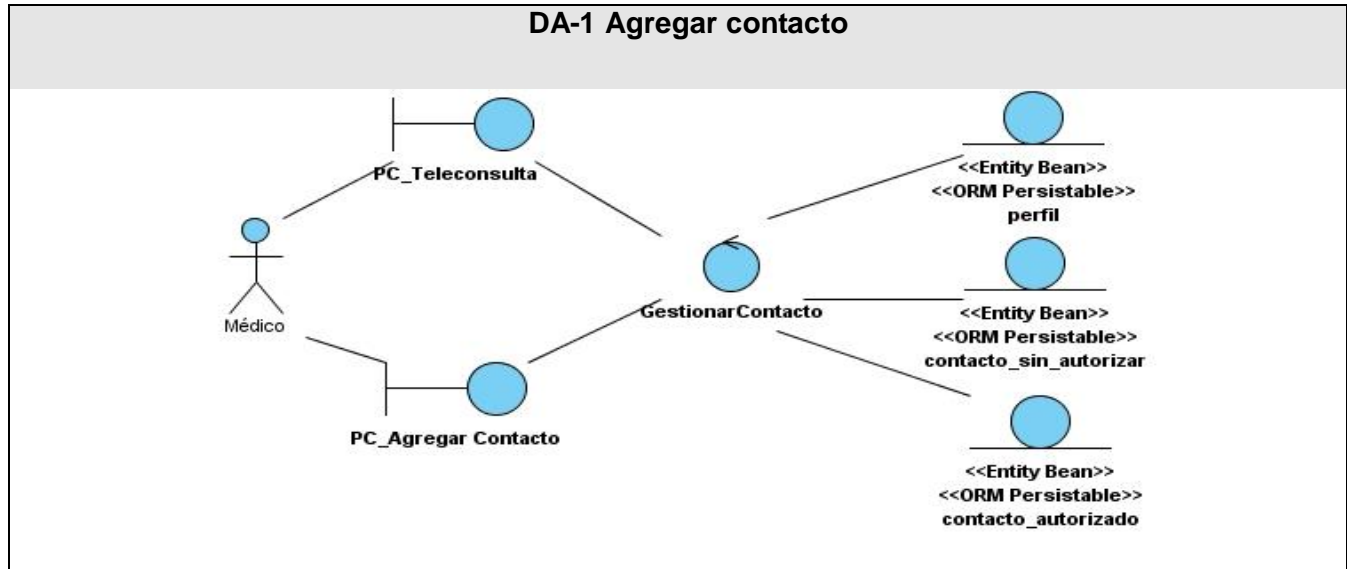 DA-1 Agregar contacto
PC_Teleconsulta
<<Entity Bean>>
<<ORM Persistable>>
perfil
Médico
GestionarContacto
<<Entity Bean>>
<<ORM Persistable>>
contacto_sin_autorizar
PC_Agregar Contacto
<<Entity Bean>>
<<ORM Persistable>>
contacto_autorizado